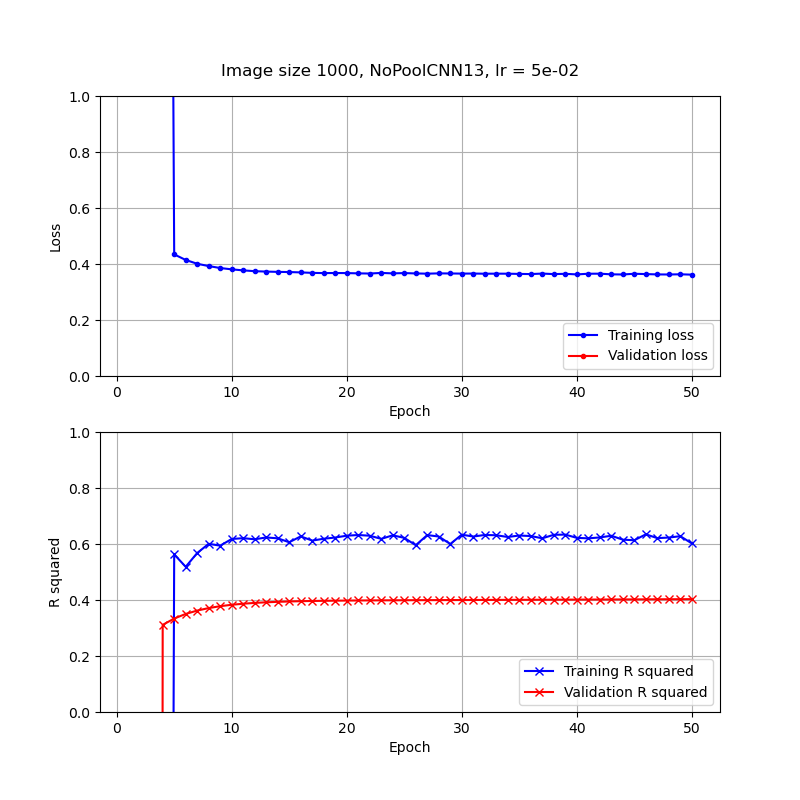 Image size 1000, NoPoolCNN13, lr = 5e-02
1.0
0.8
0.6
0.4
0.2
0.0
Loss
Training loss
Validation loss
0 10 20 30 40 50
Epoch
1.0
0.8
0.6
0.4
0.2
0.0
R squared
Training R squared
Validation R squared
0 10 20 30 40 50
Epoch